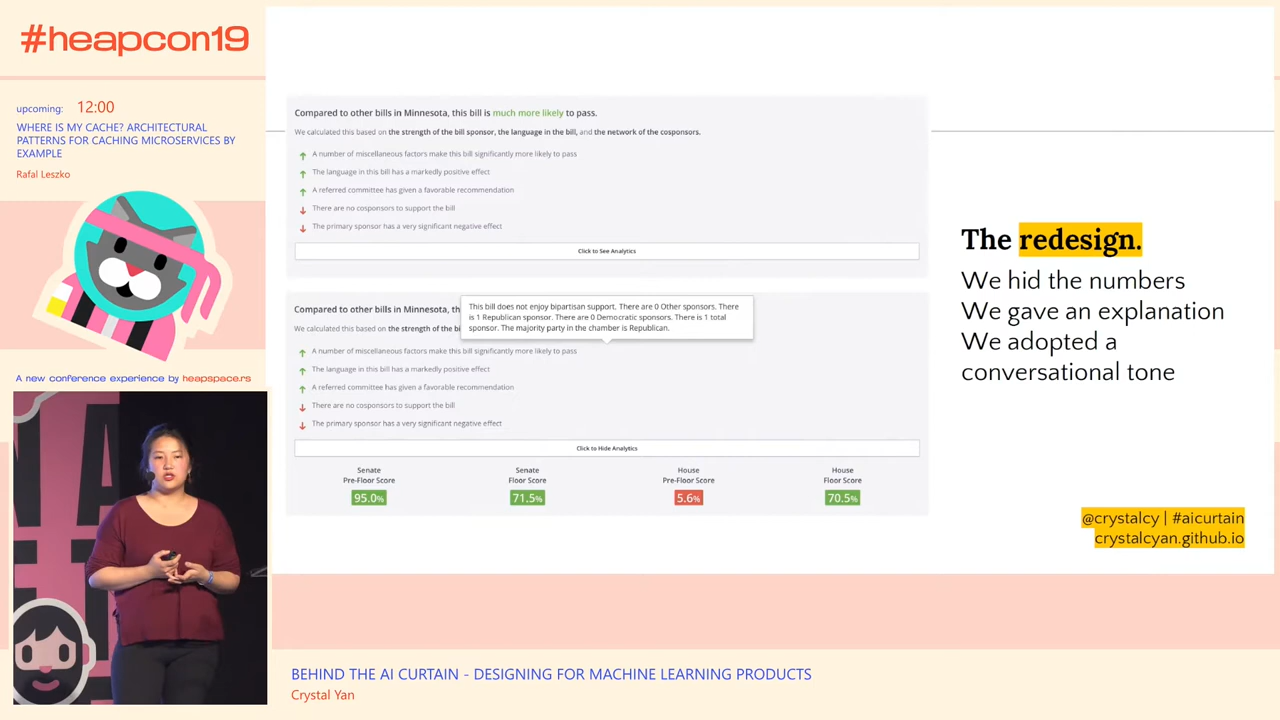 #heapcon19
upcoming: 12:00
WHERE IS MY CACHE? ARCHITECTURAL
PATTERNS FOR CACHING MICROSERVICES BY
EXAMPLE
Rafal Leszko
A new conference experience by heapspace.rs
Compared to other bills in Minnesota, this bill is much more likely to pass.
We calculated this based on the strength of the bill sponsor, the language in the bill, and the network of the cosponsors.
A number of miscellaneous factors make this bill significantly more likely to pass
The language in this bill has a markedly positive effect
A referred committee has given a favorable recommendation
There are no cosponsors to support the bill
The primary sponsor has a very significant negative effect
Click to See Analytics
Compared to other bills in Minnesota, th
We calculated this based on the strength of the bi
This bill does not enjoy bipartisan support. There are 0 Other sponsors. There
is 1 Republican sponsor. There are 0 Democratic sponsors. There is 1 total
sponsor. The majority party in the chamber is Republican.
A number of miscellaneous factors make this bill significantly more likely to pass
The language in this bill has a markedly positive effect
A referred committee has given a favorable recommendation
There are no cosponsors to support the bill
The primary sponsor has a very significant negative effect
Click to Hide Analytics
Senate
Pre-Floor Score
95.0%
Senate
Floor Score
71.5%
House
Pre-Floor Score
5.6%
House
Floor Score
70.5%
The redesign.
We hid the numbers
We gave an explanation
We adopted a
conversational tone
@crystalcy | #aicurtain
crystalcyan.github.io
BEHIND THE AI CURTAIN - DESIGNING FOR MACHINE LEARNING PRODUCTS
Crystal Yan